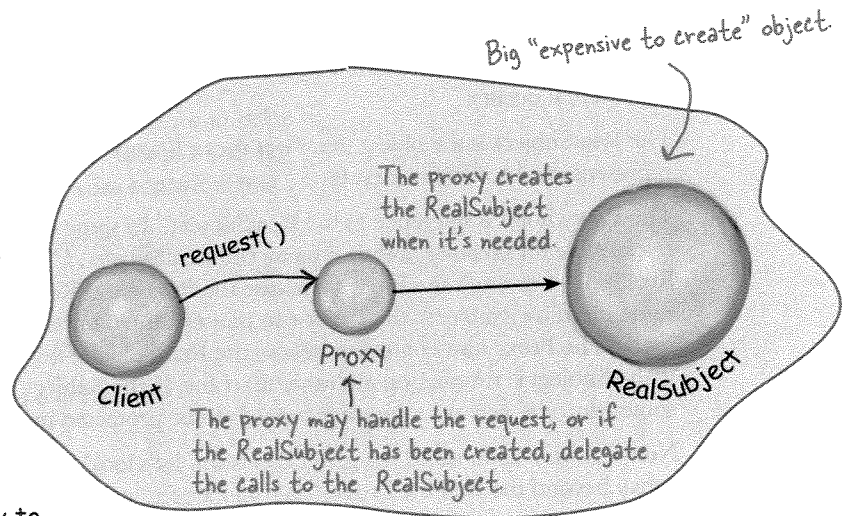 Big “expensive to create” object.
The proxy creates
the RealSubject
when it's needed.
request( )
Client
Proxy
RealSubject
The proxy may handle the request, or if
the RealSubject has been created, delegate
the calls to the RealSubject